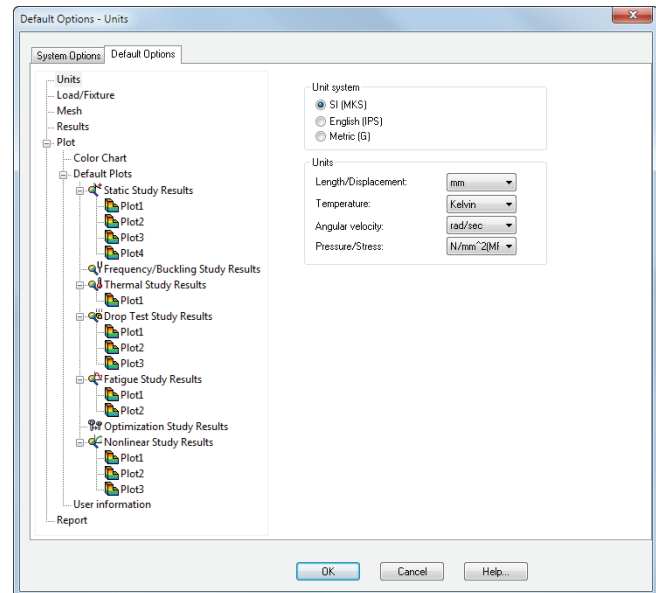 Default Options - Units
System Options
Default Options
Units
Load/Fixture
Mesh
Results
Plot
Color Chart
Default Plots
Static Study Results
Plot1
Plot2
Plot3
Plot4
Frequency/Buckling Study Results
Thermal Study Results
Plot1
Drop Test Study Results
Plot1
Plot2
Plot3
Fatigue Study Results
Plot1
Plot2
Optimization Study Results
Nonlinear Study Results
Plot1
Plot2
Plot3
User information
Report
Unit system
SI (MKS)
English (IPS)
Metric (G)
Units
Length/Displacement: mm
Temperature: Kelvin
Angular velocity: rad/sec
Pressure/Stress: N/mm^2(MF
OK Cancel Help...